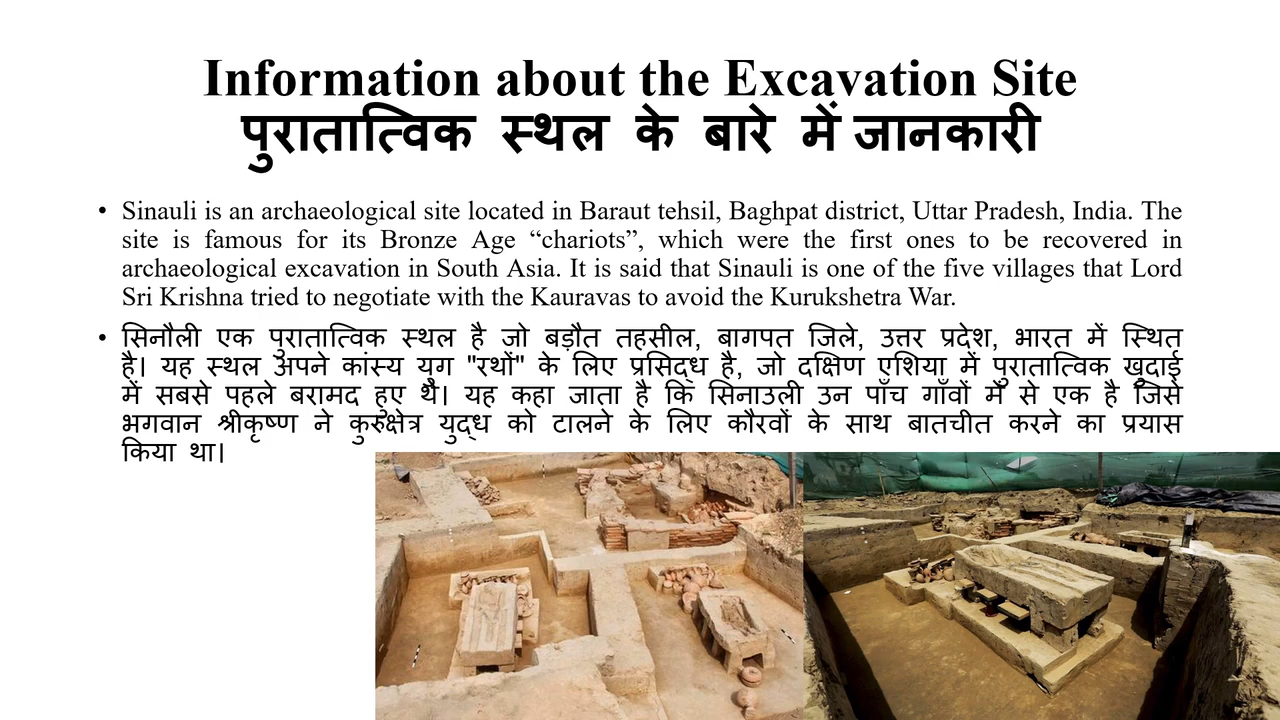 Information about the Excavation Site
पुरातात्विक स्थल के बारे में जानकारी
• Sinauli is an archaeological site located in Baraut tehsil, Baghpat district, Uttar Pradesh, India. The
site is famous for its Bronze Age “chariots”, which were the first ones to be recovered in
archaeological excavation in South Asia. It is said that Sinauli is one of the five villages that Lord
Sri Krishna tried to negotiate with the Kauravas to avoid the Kurukshetra War.
• सिनौली एक पुरातात्विक स्थल है जो बड़ौत तहसील, बागपत जिले, उत्तर प्रदेश, भारत में स्थित
है। यह स्थल अपने कांस्य युग "रथों" के लिए प्रसिद्ध है, जो दक्षिण एशिया में पुरातात्विक खुदाई
में सबसे पहले बरामद हुए थे। यह कहा जाता है कि सिनाउली उन पाँच गाँवों में से एक है जिसे
भगवान श्रीकृष्ण ने कुरुक्षेत्र युद्ध को टालने के लिए कौरवों के साथ बातचीत करने का प्रयास
किया था।